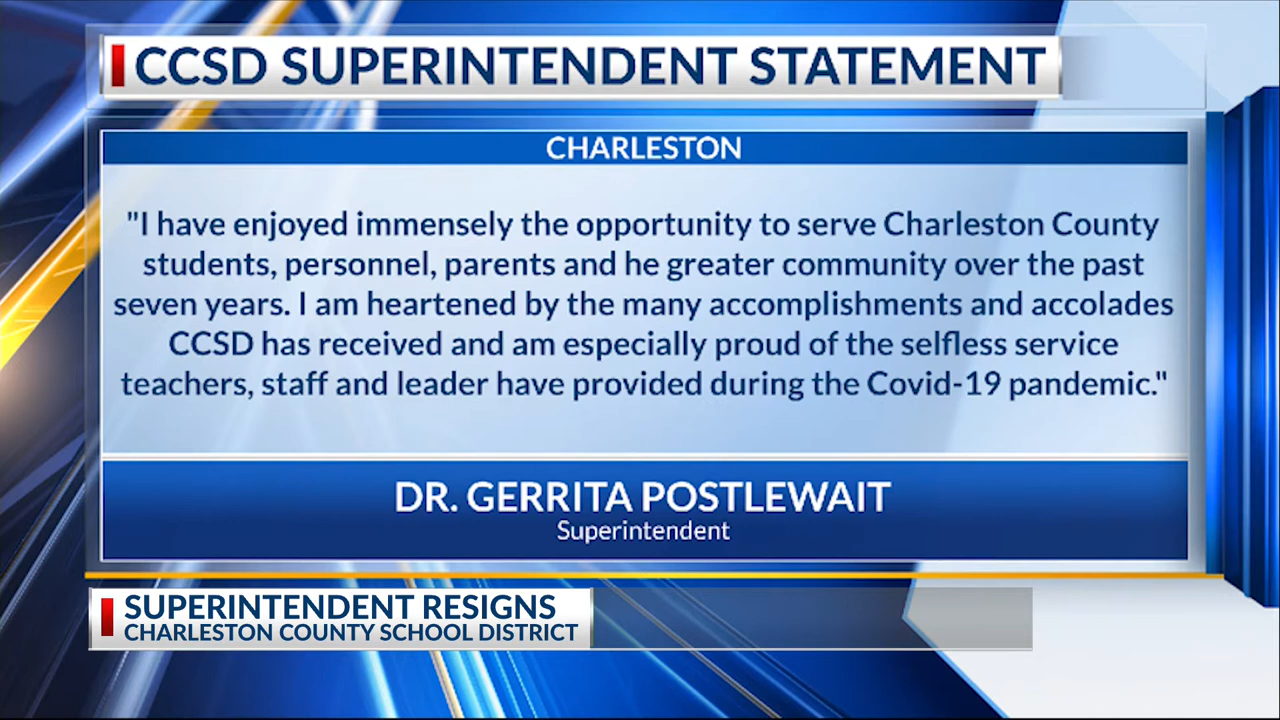 CCSD SUPERINTENDENT STATEMENT
CHARLESTON
"I have enjoyed immensely the opportunity to serve Charleston County
students, personnel, parents and he greater community over the past
seven years. I am heartened by the many accomplishments and accolades
CCSD has received and am especially proud of the selfless service
teachers, staff and leader have provided during the Covid-19 pandemic."
DR. GERRITA POSTLEWAIT
Superintendent
SUPERINTENDENT RESIGNS
CHARLESTON COUNTY SCHOOL DISTRICT